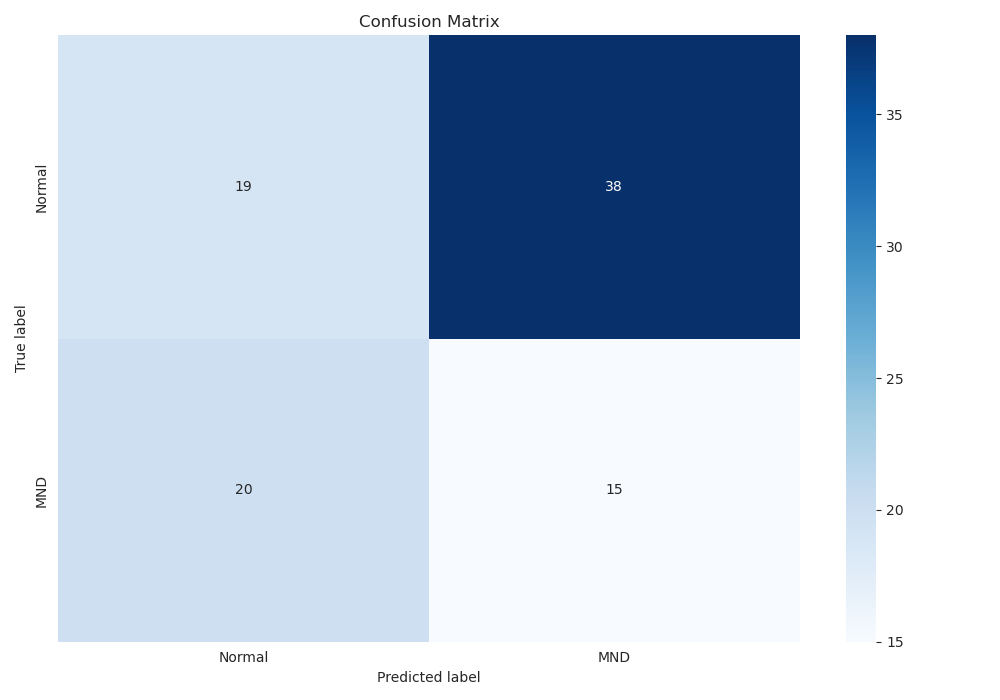 Confusion Matrix
True label
Normal
MND
19
38
20
15
Normal
MND
Predicted label
35
30
25
20
15